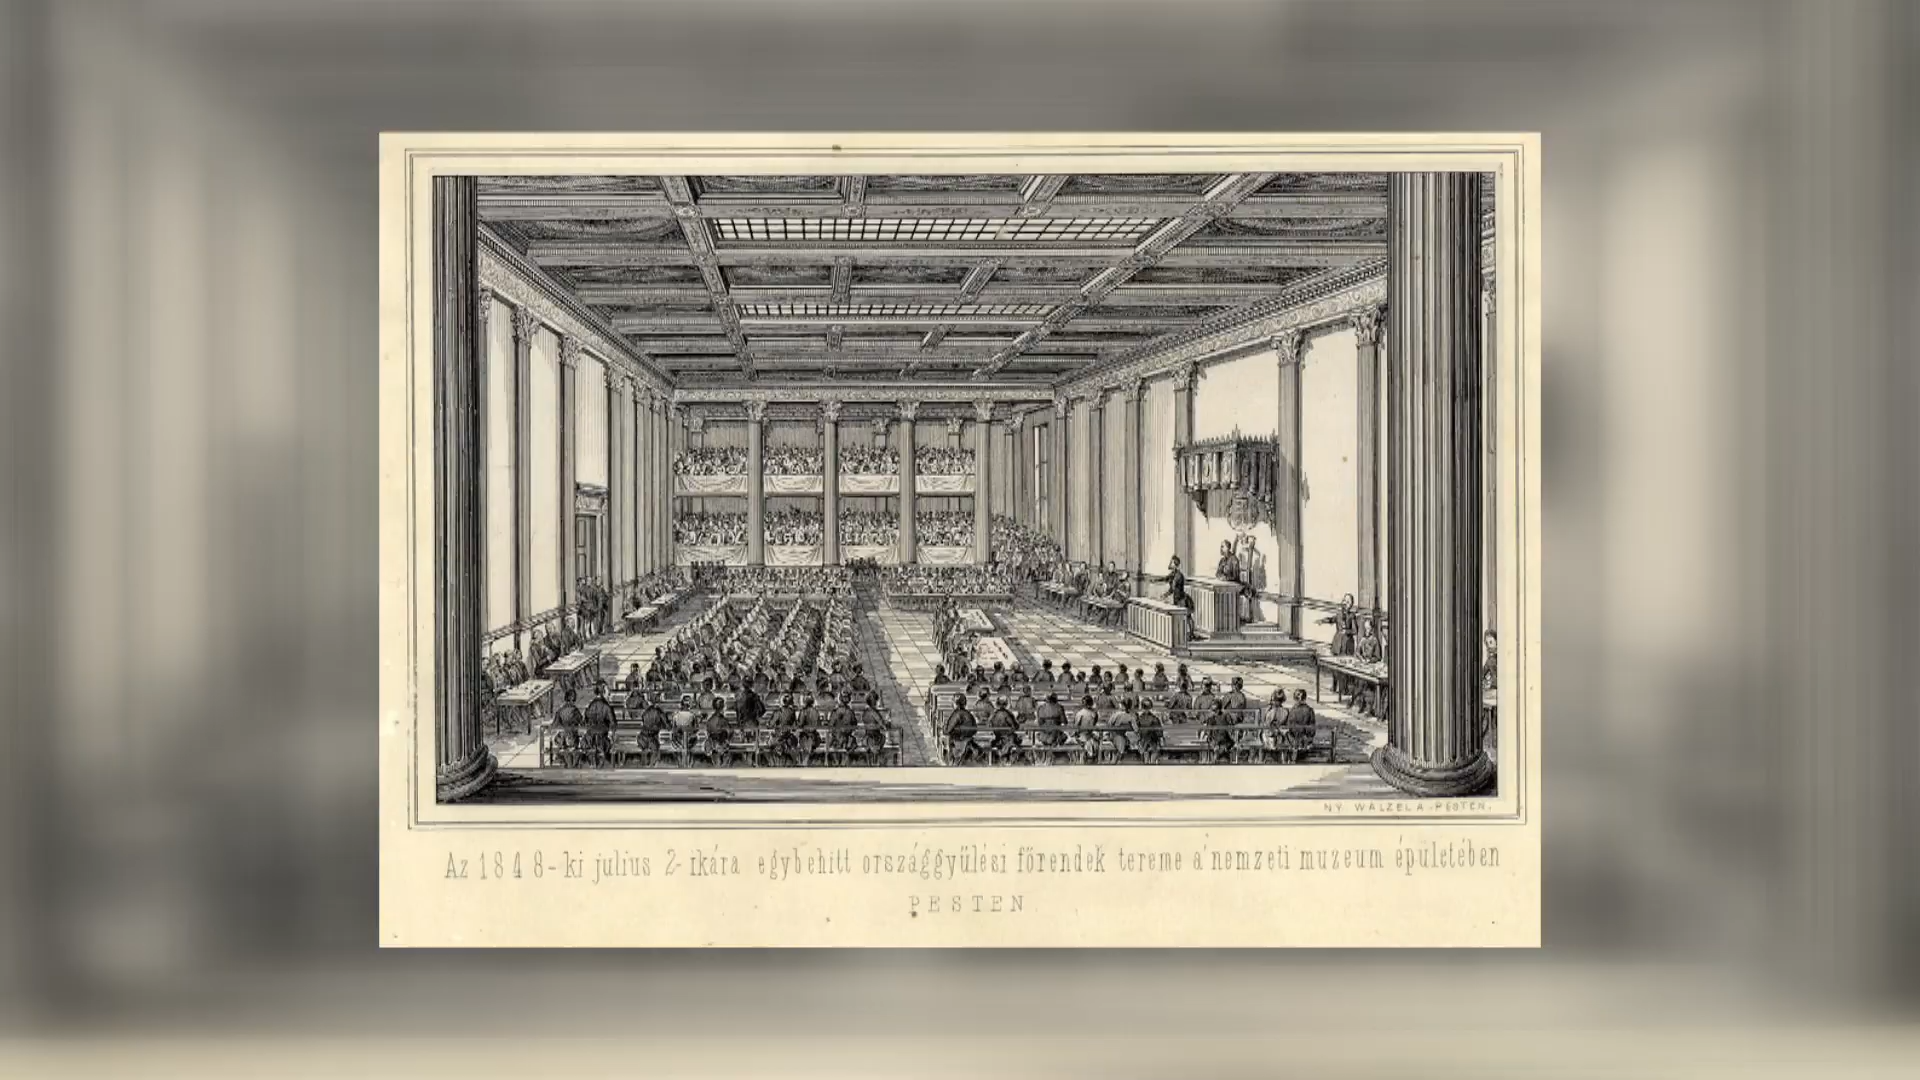 NY. WALZEL A. PESTEN.
Az 1848-ki julius 2-ikára egybehitt országgyűlési főrendek tereme a' nemzeti muzeum épületében
PESTEN